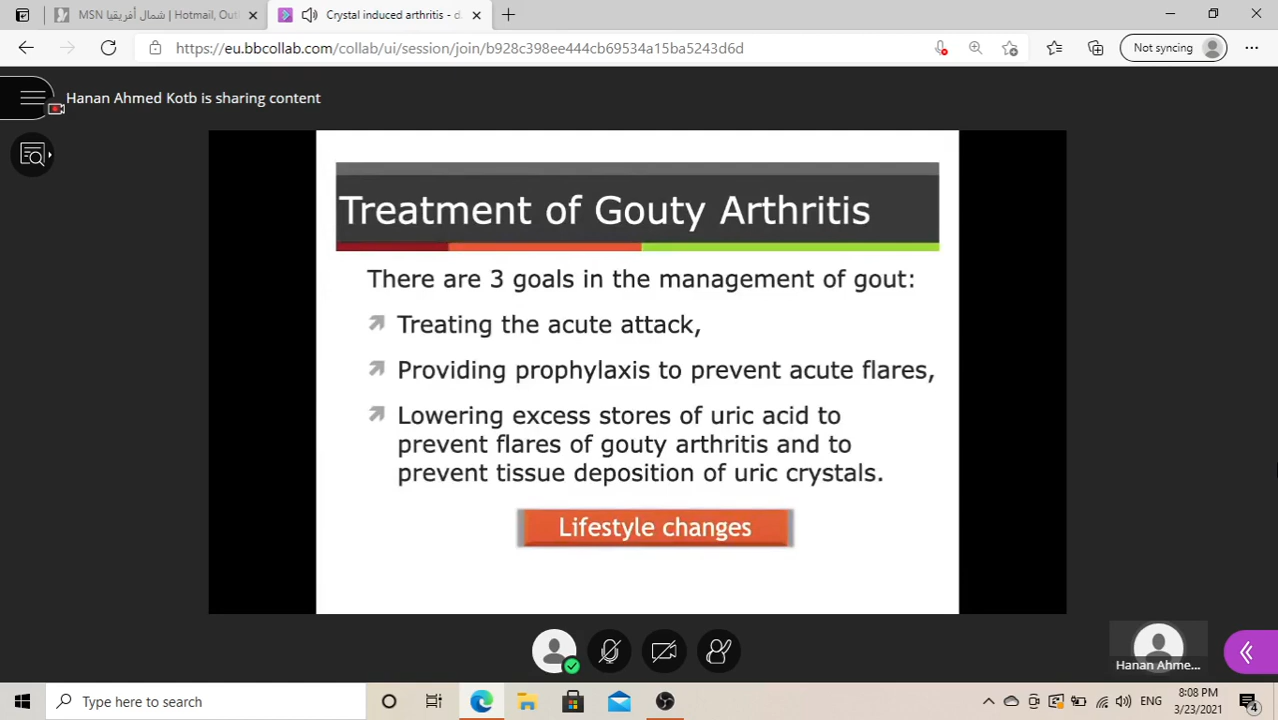 MSN شمال أفريقيا | Hotmail, Outl
Crystal induced arthritis - d
https://eu.bbcollab.com/collab/ui/session/join/b928c398ee444cb69534a15ba5243d6d
Not syncing
Hanan Ahmed Kotb is sharing content
Treatment of Gouty Arthritis
There are 3 goals in the management of gout:
Treating the acute attack,
Providing prophylaxis to prevent acute flares,
Lowering excess stores of uric acid to
prevent flares of gouty arthritis and to
prevent tissue deposition of uric crystals.
Lifestyle changes
Hanan Ahme...
Type here to search
ENG
8:08 PM
3/23/2021
4